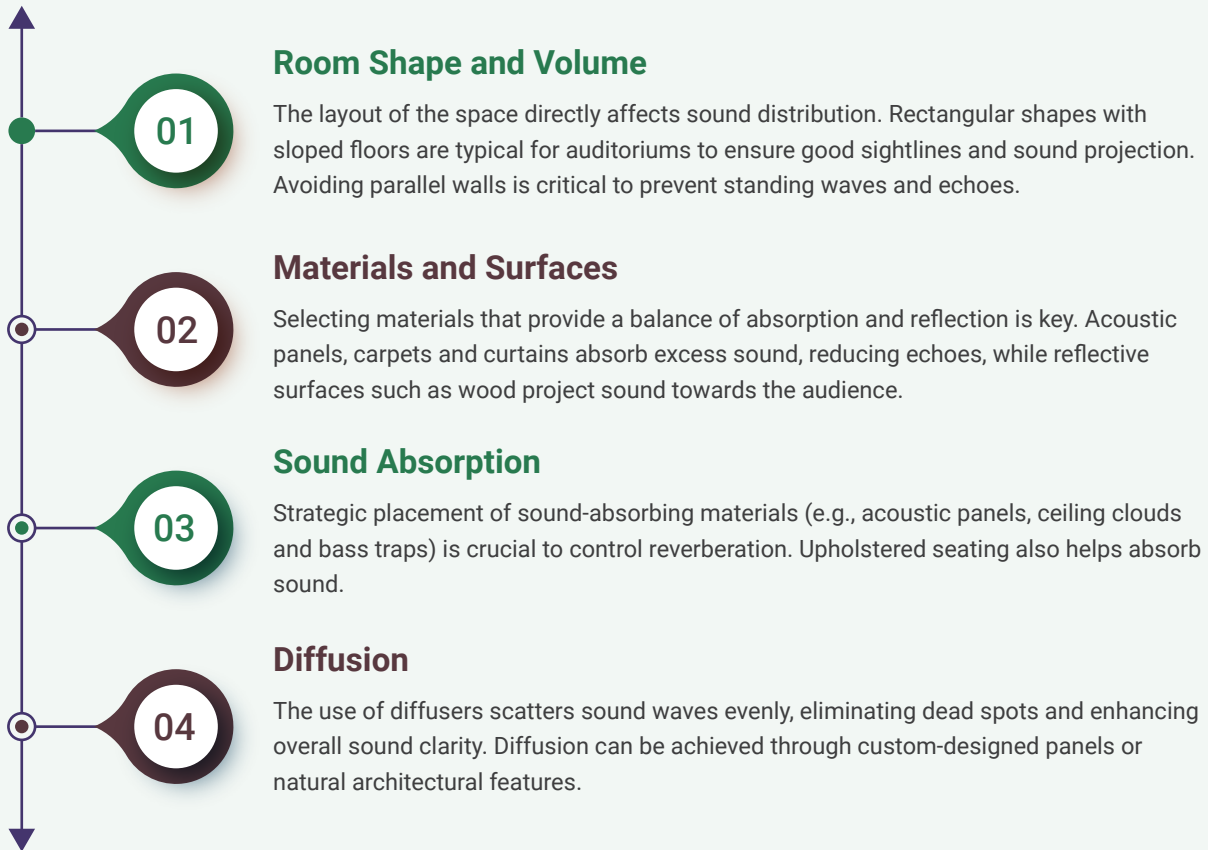 Room Shape and Volume
01
The layout of the space directly affects sound distribution. Rectangular shapes with
sloped floors are typical for auditoriums to ensure good sightlines and sound projection.
Avoiding parallel walls is critical to prevent standing waves and echoes.
Materials and Surfaces
02
Selecting materials that provide a balance of absorption and reflection is key. Acoustic
panels, carpets and curtains absorb excess sound, reducing echoes, while reflective
surfaces such as wood project sound towards the audience.
Sound Absorption
03
Strategic placement of sound-absorbing materials (e.g., acoustic panels, ceiling clouds
and bass traps) is crucial to control reverberation. Upholstered seating also helps absorb
sound.
Diffusion
04
The use of diffusers scatters sound waves evenly, eliminating dead spots and enhancing
overall sound clarity. Diffusion can be achieved through custom-designed panels or
natural architectural features.